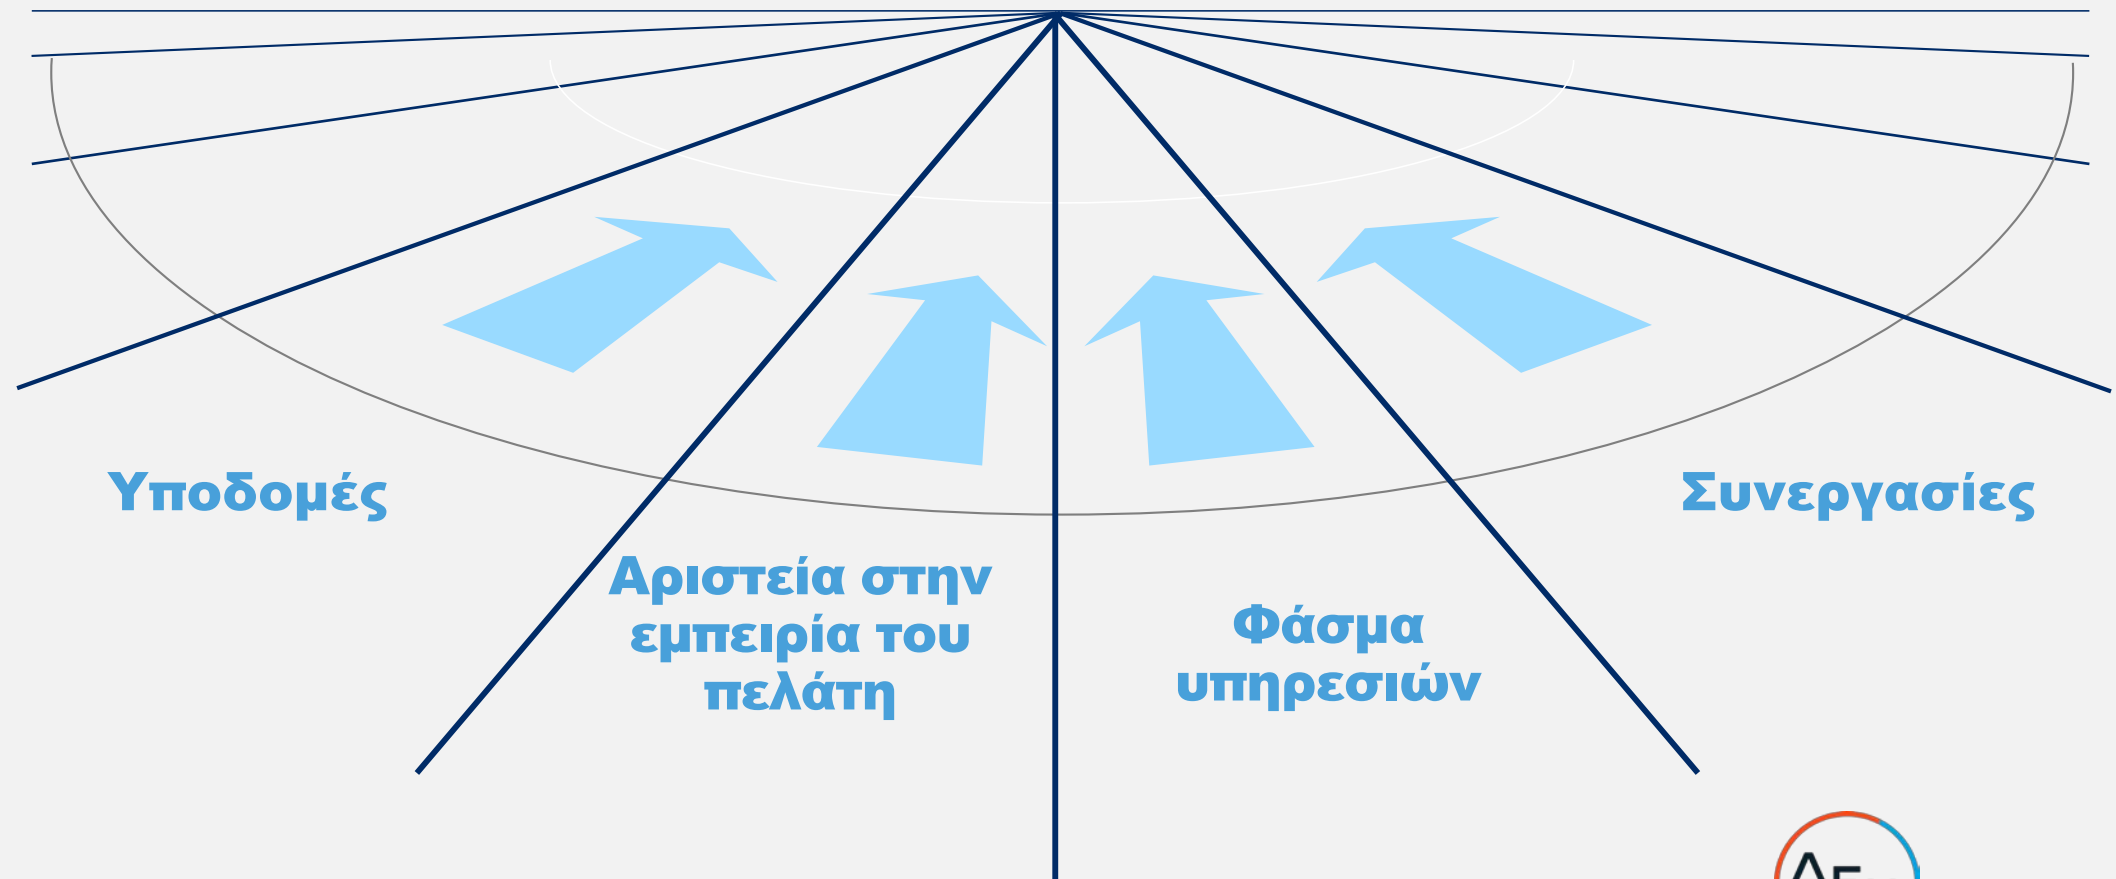 Υποδομές
Αριστεία στην
εμπειρία του
πελάτη
Φάσμα
υπηρεσιών
Συνεργασίες